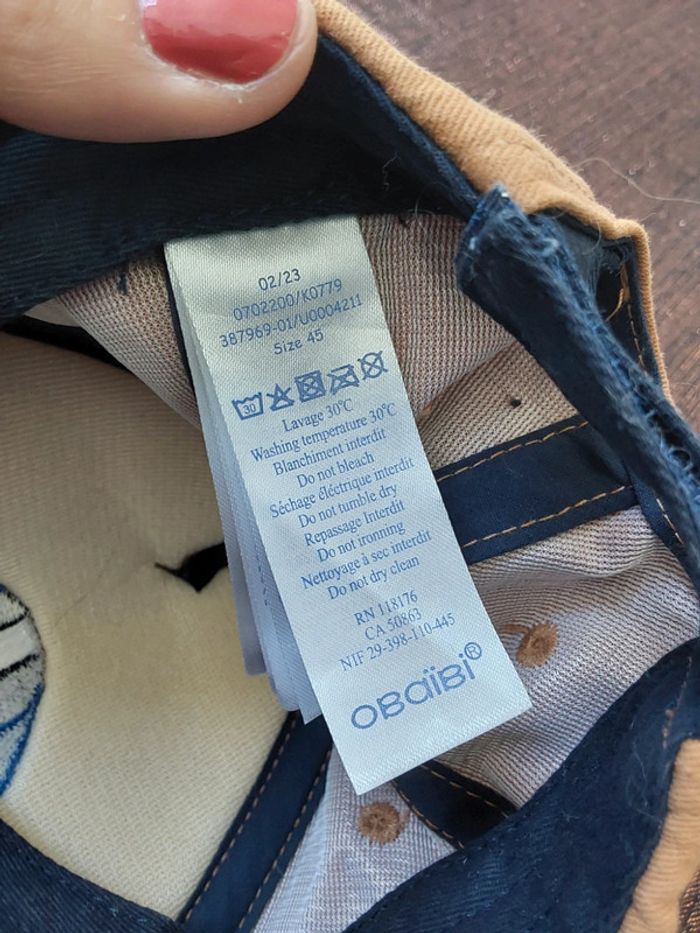 02/23
0702200/K0779
387969-01/U0004211
Size 45
30
Lavage 30°C
Washing temperature 30°C
Blanchiment interdit
Do not bleach
Séchage éléctrique interdit
Do not tumble dry
Repassage Interdit
Do not ironning
Nettoyage à sec interdit
Do not dry clean
RN 118176
CA 50863
NIF 29-398-110-445
OBaïBi®